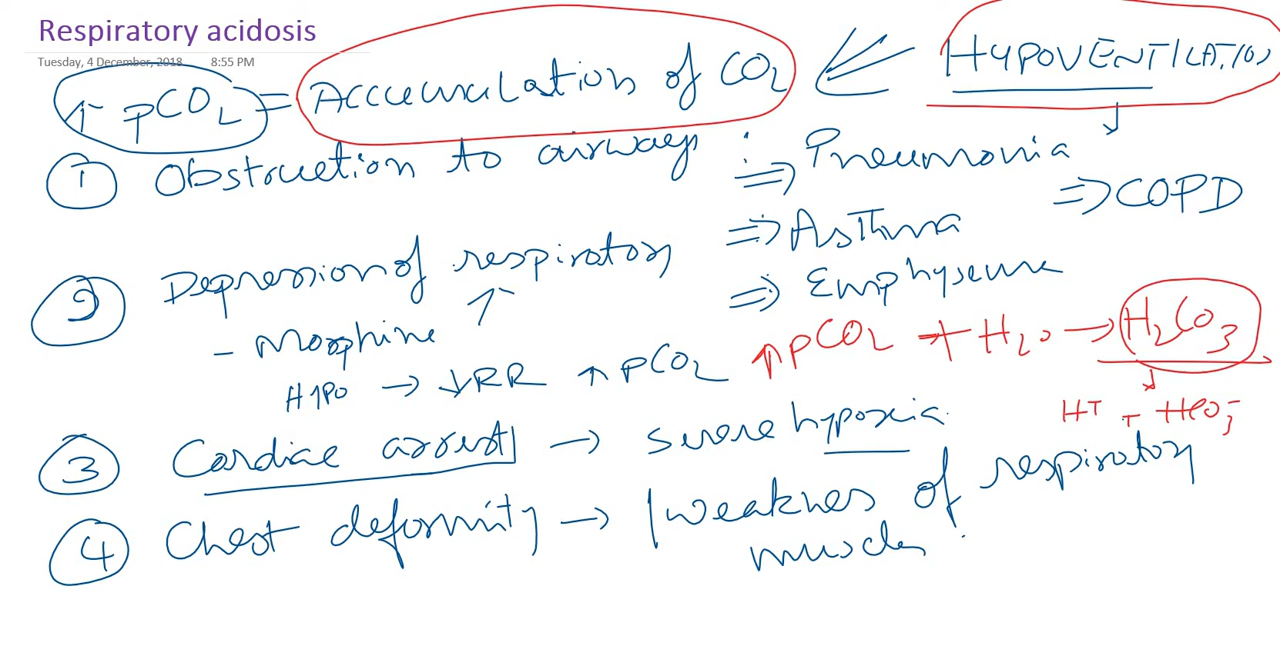 Respiratory acidosis
Tuesday, 4 December, 2018 8:55 PM
↑ pCO2 = Accumulation of CO2 ⇐ HYPOVENTILATION
① Obstruction to airways : ⇒ Pneumonia
⇒ COPD
⇒ Asthma
⇒ Emphysema
② Depression of respiratory ↑
- Morphine
HYPO → ↓RR ↑ pCO2
↑pCO2 + H2O → H2CO3
↓
H+ + HCO3-
③ Cardiac arrest → Severe hypoxia.
④ Chest deformity → weakness of respiratory
muscles.